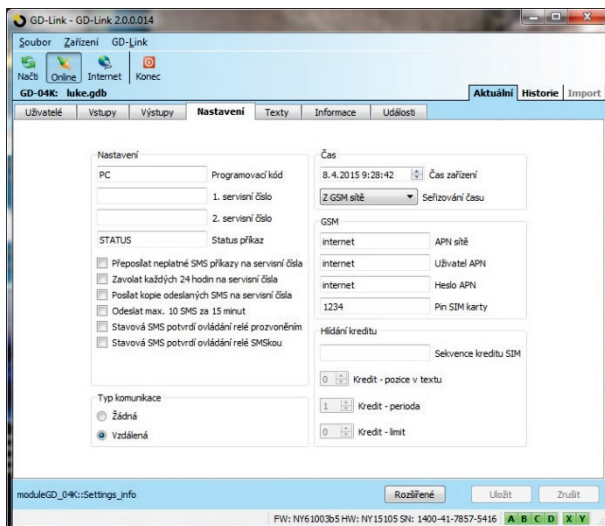 GD-Link - GD-Link 2.0.0.014
Soubor Zařízení GD-Link
Načti Online Internet Konec
GD-04K: luke.gdb
Aktuální Historie Import
Uživatelé Vstupy Výstupy Nastavení Texty Informace Události
Nastavení
PC Programovací kód
1. servisní číslo
2. servisní číslo
STATUS Status příkaz
Přeposílat neplatné SMS příkazy na servisní čísla
Zavolat každých 24 hodin na servisní čísla
Posílat kopie odeslaných SMS na servisní čísla
Odeslat max. 10 SMS za 15 minut
Stavová SMS potvrdí ovládání relé prozvoněním
Stavová SMS potvrdí ovládání relé SMSkou
Typ komunikace
Žádná
Vzdálená
Čas
8.4.2015 9:28:42 Čas zařízení
Z GSM sítě Seřizování času
GSM
internet APN sítě
internet Uživatel APN
internet Heslo APN
1234 Pin SIM karty
Hlídání kreditu
Sekvence kreditu SIM
0 Kredit - pozice v textu
1 Kredit - perioda
0 Kredit - limit
moduleGD_04K::Settings_info
Rozšířené Uložit Zrušit
FW: NY61003b5 HW: NY15105 SN: 1400-41-7857-5416 A B C D X Y